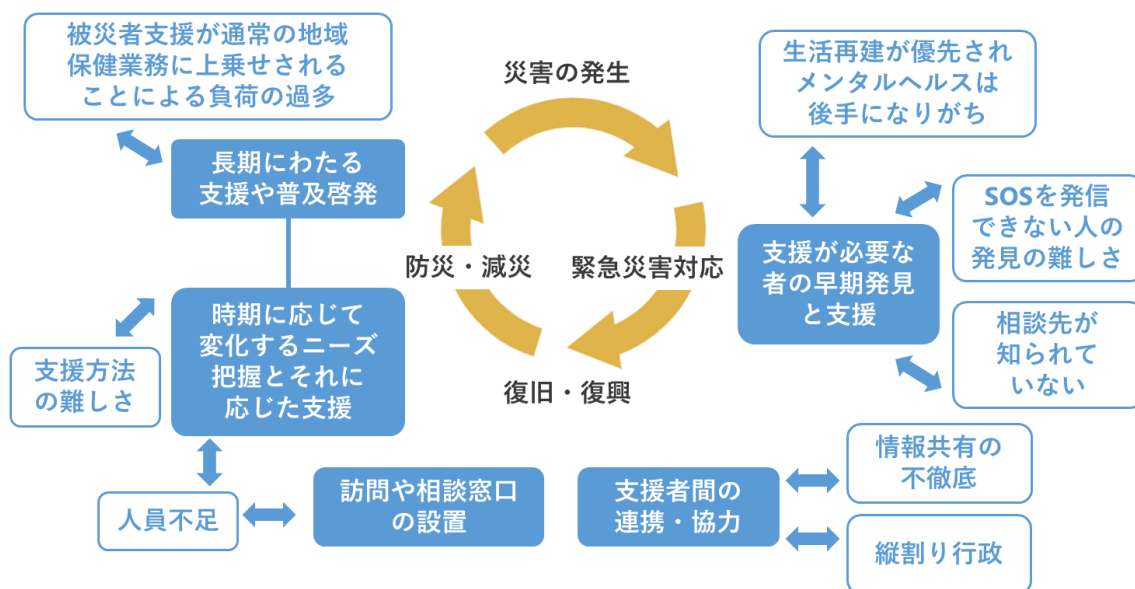 被災者支援が通常の地域
保健業務に上乗せされる
ことによる負荷の過多
長期にわたる
支援や普及啓発
時期に応じて
変化するニーズ
把握とそれに
応じた支援
支援方法
の難しさ
人員不足
訪問や相談窓口
の設置
災害の発生
防災・減災
緊急災害対応
復旧・復興
生活再建が優先され
メンタルヘルスは
後手になりがち
支援が必要な
者の早期発見
と支援
SOSを発信
できない人の
発見の難しさ
相談先が
知られて
いない
支援者間の
連携・協力
情報共有の
不徹底
縦割り行政